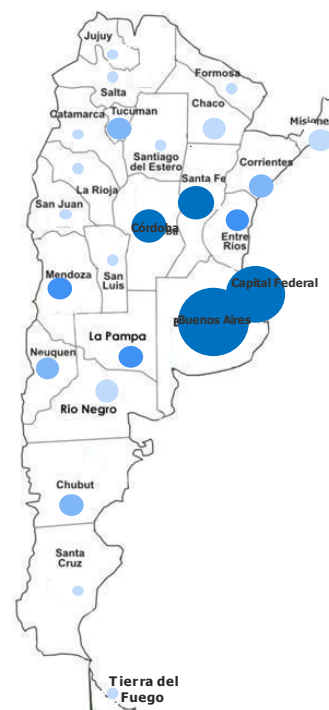 Jujuy
Formosa
Salta
Chaco
Catamarca
Tucuman
Misiones
Santiago
del Estero
Corrientes
Santa Fe
La Rioja
San Juan
Córdoba
Entre
Rios
Mendoza
San
Luis
Capital Federal
Buenos Aires
La Pampa
Neuquen
Rio Negro
Chubut
Santa
Cruz
Tierra del
Fuego